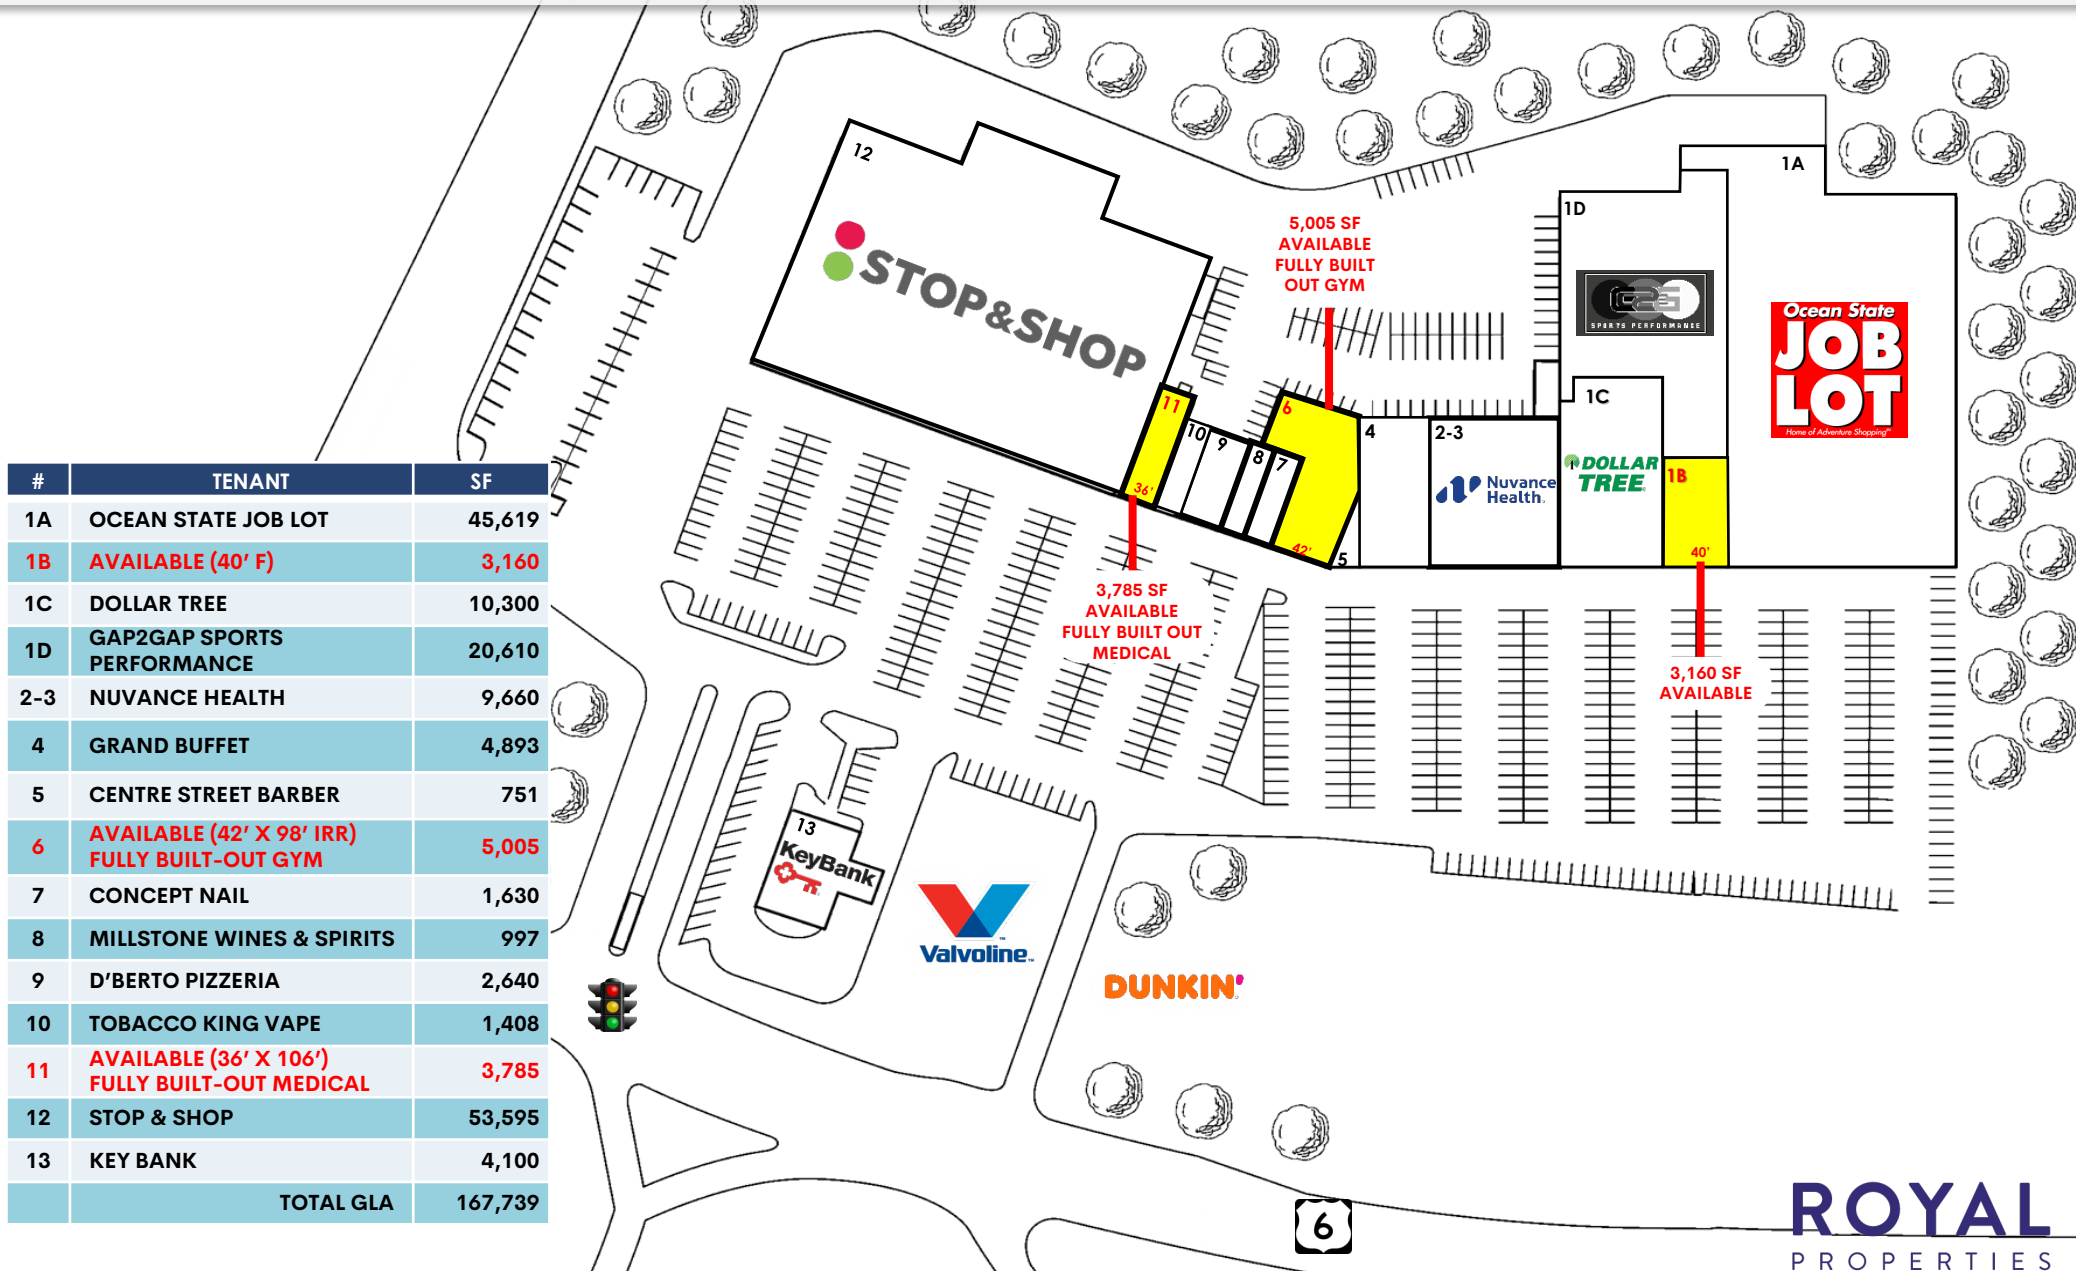 # TENANT SF
1A OCEAN STATE JOB LOT 45,619
1B AVAILABLE (40' F) 3,160
1C DOLLAR TREE 10,300
1D GAP2GAP SPORTS PERFORMANCE 20,610
2-3 NUVANCE HEALTH 9,660
4 GRAND BUFFET 4,893
5 CENTRE STREET BARBER 751
6 AVAILABLE (42' X 98' IRR) FULLY BUILT-OUT GYM 5,005
7 CONCEPT NAIL 1,630
8 MILLSTONE WINES & SPIRITS 997
9 D'BERTO PIZZERIA 2,640
10 TOBACCO KING VAPE 1,408
11 AVAILABLE (36' X 106') FULLY BUILT-OUT MEDICAL 3,785
12 STOP & SHOP 53,595
13 KEY BANK 4,100
TOTAL GLA 167,739
12
STOP&SHOP
5,005 SF
AVAILABLE
FULLY BUILT
OUT GYM
1A
1D
G2G
SPORTS PERFORMANCE
Ocean State
JOB
LOT
Home of Adventure Shopping™
1C
DOLLAR
TREE
1B
40'
11
36'
10
9
8
7
6
42'
5
4
2-3
Nuvance
Health.
3,785 SF
AVAILABLE
FULLY BUILT OUT
MEDICAL
3,160 SF
AVAILABLE
13
KeyBank
Valvoline™
DUNKIN'
6
ROYAL
PROPERTIES